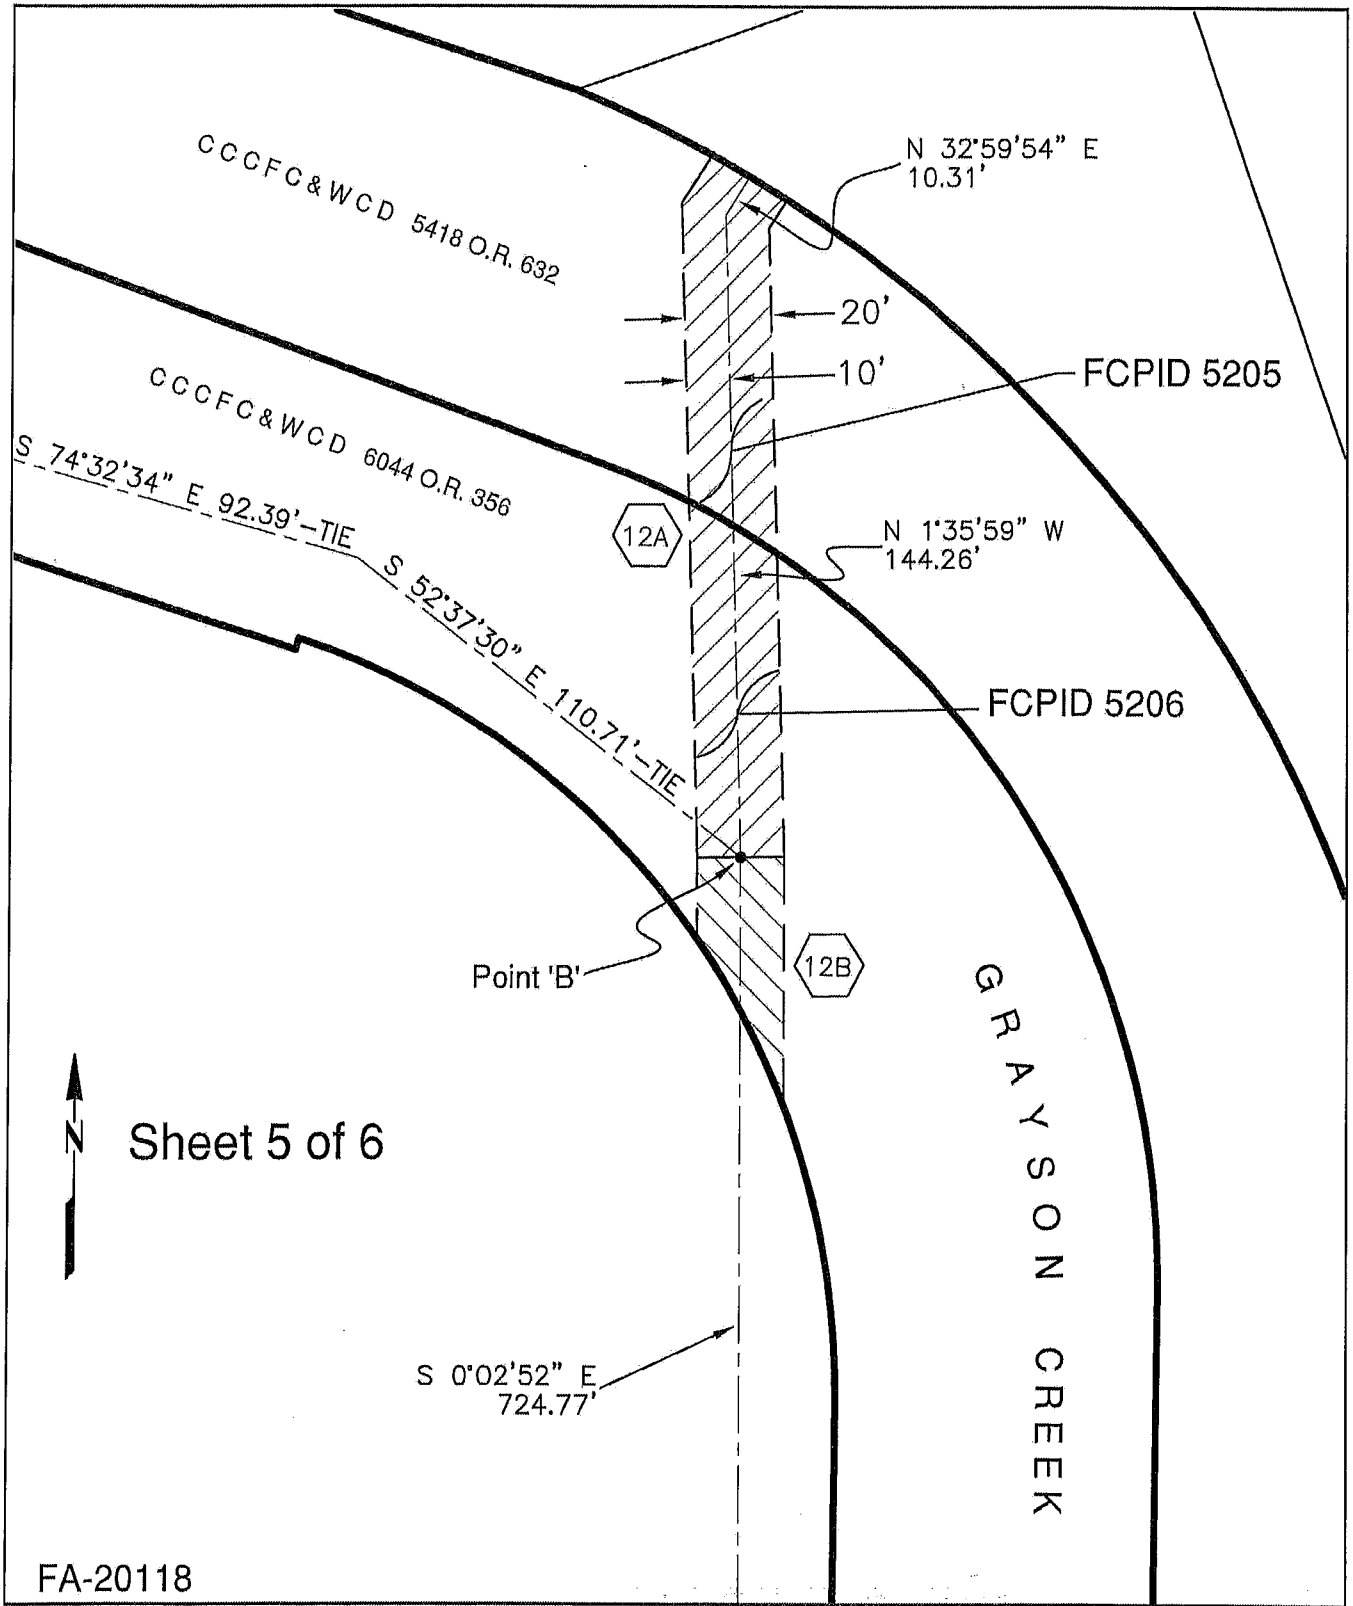 N 32°59'54" E
10.31'
CCCFC&WCD 5418 O.R. 632
20'
10'
FCPID 5205
CCCFC&WCD 6044 O.R. 356
S 74°32'34" E 92.39'-TIE
12A
N 1°35'59" W
144.26'
S 52°37'30" E 110.71'-TIE
FCPID 5206
Point 'B'
12B
GRAYSON CREEK
N
Sheet 5 of 6
S 0°02'52" E
724.77'
FA-20118